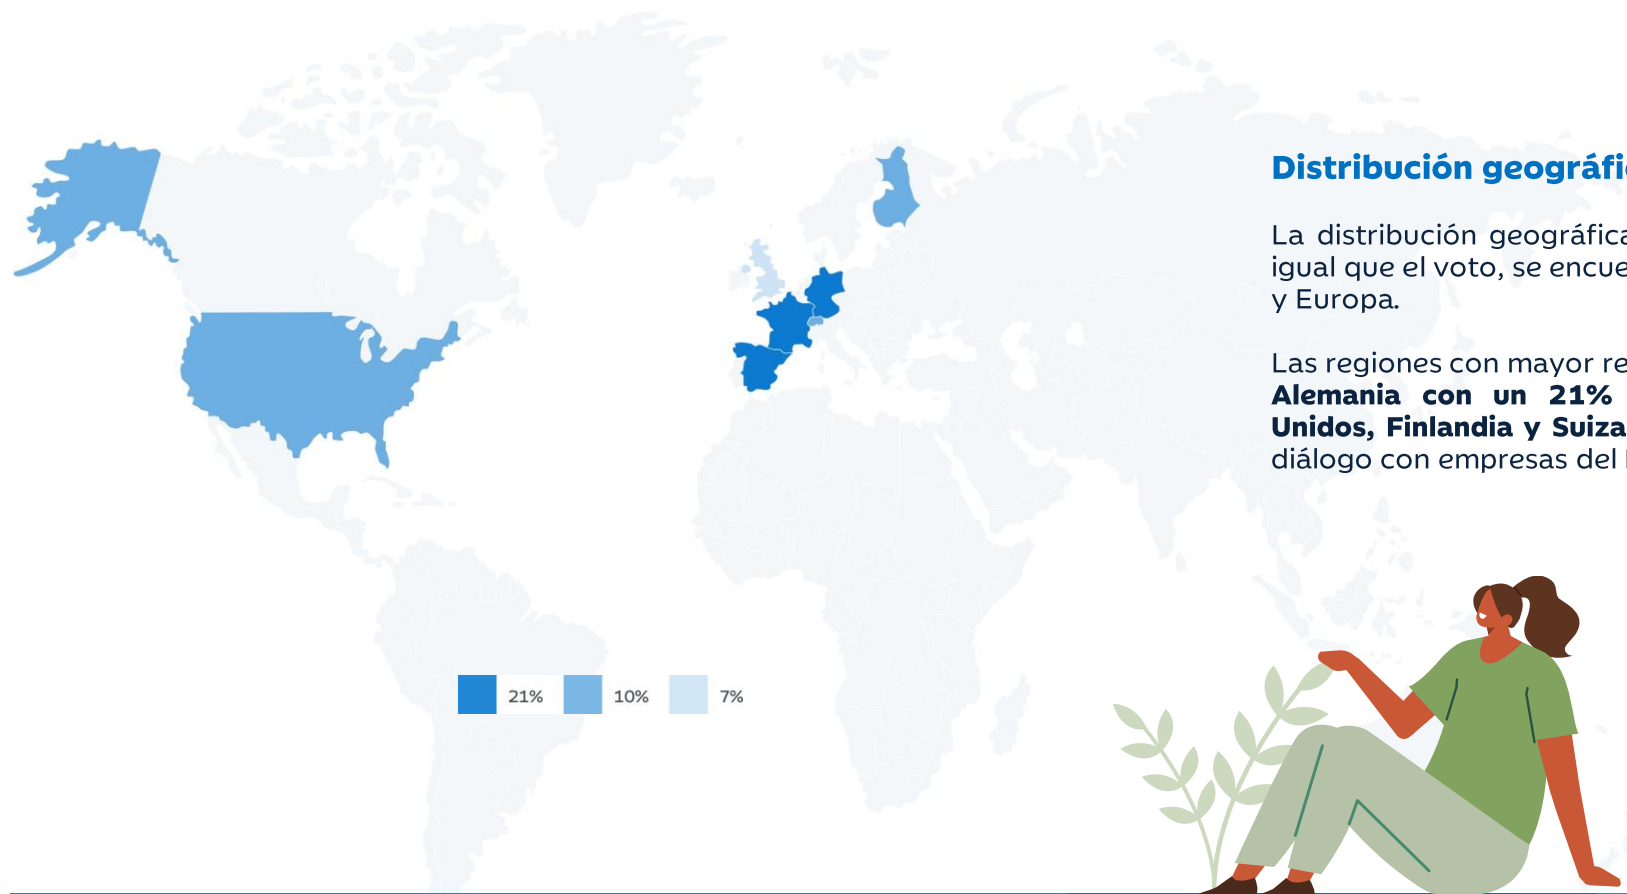 Distribución geográfi
La distribución geográfica
igual que el voto, se encue
y Europa.
Las regiones con mayor re
Alemania con un 21%
Unidos, Finlandia y Suiza
diálogo con empresas del
21% 10% 7%